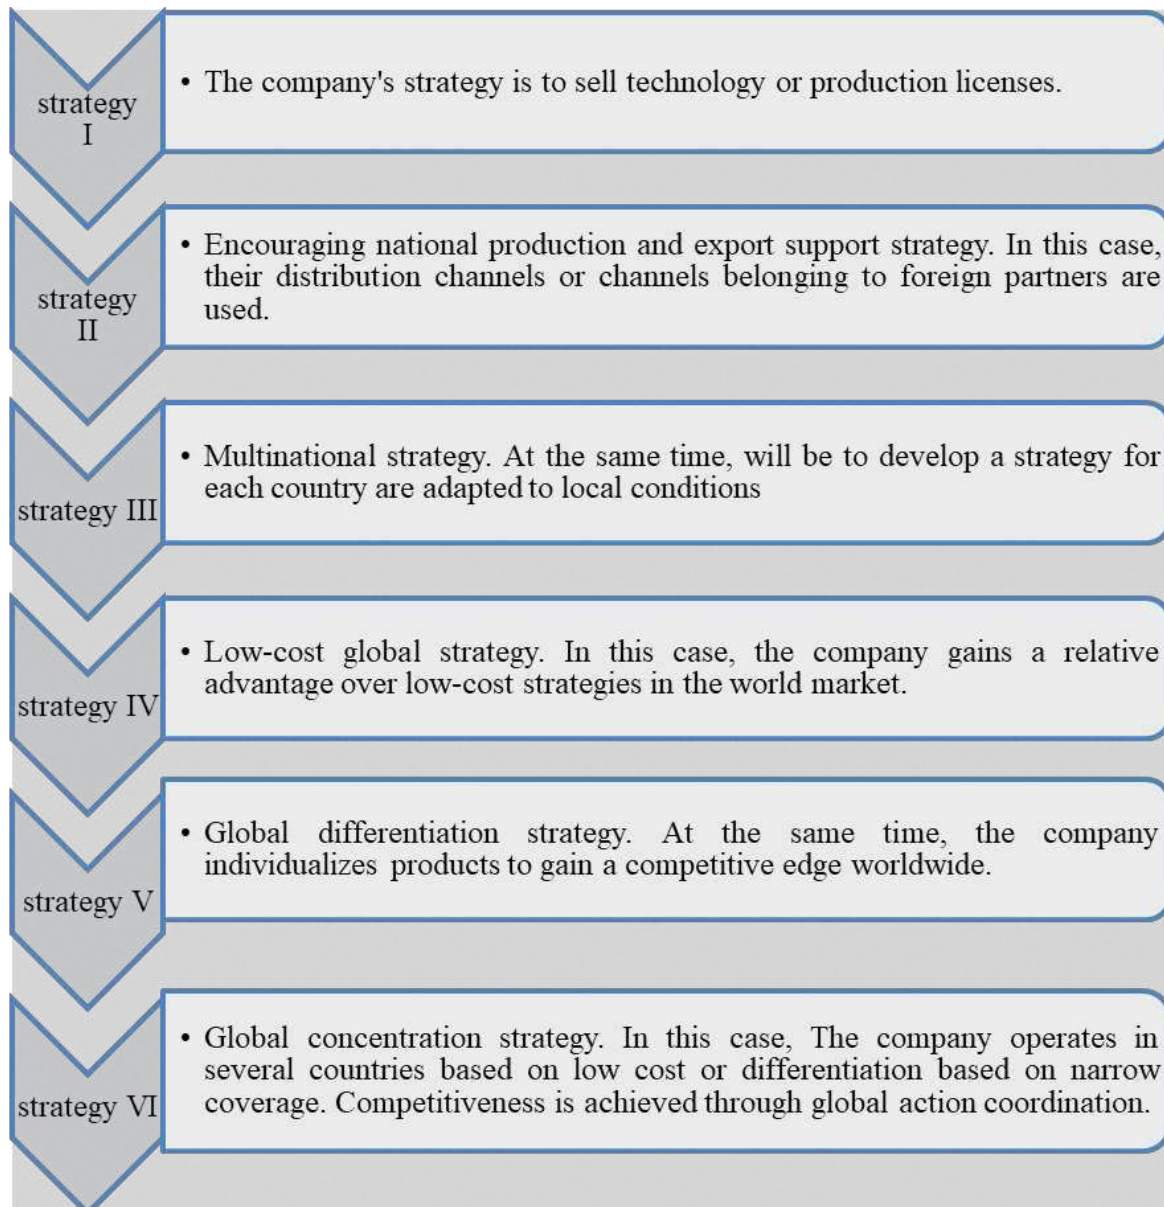 strategy
I
• The company's strategy is to sell technology or production licenses.
strategy
II
• Encouraging national production and export support strategy. In this case,
their distribution channels or channels belonging to foreign partners are
used.
strategy III
• Multinational strategy. At the same time, will be to develop a strategy for
each country are adapted to local conditions
strategy IV
• Low-cost global strategy. In this case, the company gains a relative
advantage over low-cost strategies in the world market.
strategy V
• Global differentiation strategy. At the same time, the company
individualizes products to gain a competitive edge worldwide.
strategy VI
• Global concentration strategy. In this case, The company operates in
several countries based on low cost or differentiation based on narrow
coverage. Competitiveness is achieved through global action coordination.